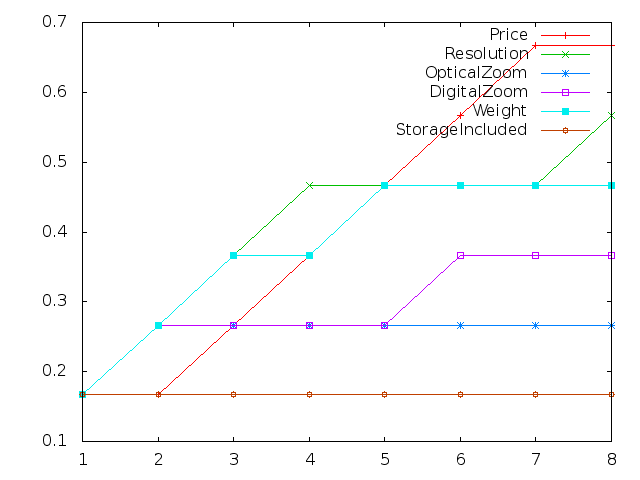 0.7
Price
Resolution
OpticalZoom
0.6
DigitalZoom
Weight
StorageIncluded
0.5
0.4
0.3
0.2
0.1
1 2 3 4 5 6 7 8